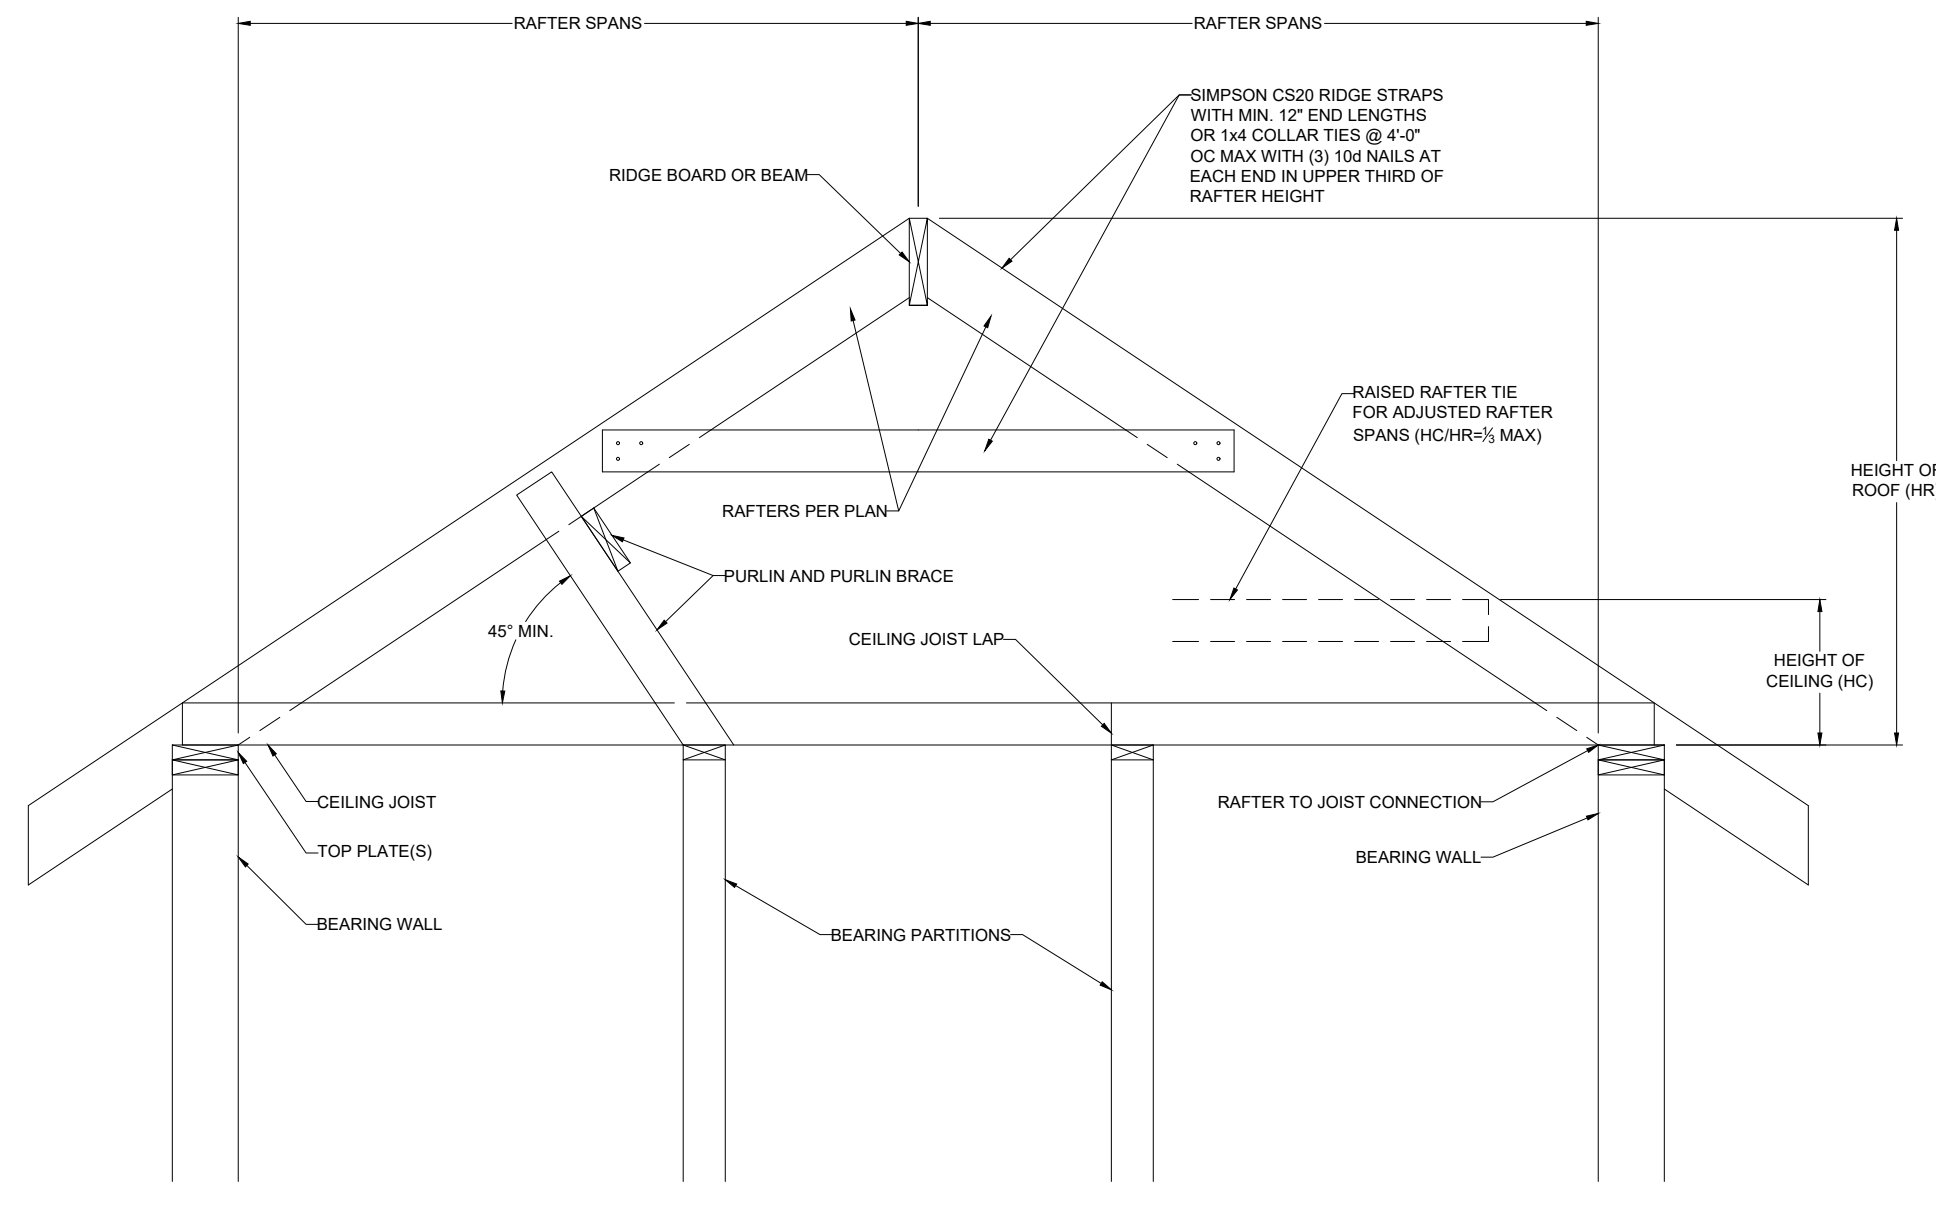 RAFTER SPANS
RAFTER SPANS
SIMPSON CS20 RIDGE STRAPS
WITH MIN. 12" END LENGTHS
OR 1x4 COLLAR TIES @ 4'-0"
OC MAX WITH (3) 10d NAILS AT
EACH END IN UPPER THIRD OF
RAFTER HEIGHT
RIDGE BOARD OR BEAM
RAISED RAFTER TIE
FOR ADJUSTED RAFTER
SPANS (HC/HR=⅓ MAX)
HEIGHT OF
ROOF (HR
RAFTERS PER PLAN
PURLIN AND PURLIN BRACE
45° MIN.
CEILING JOIST LAP
HEIGHT OF
CEILING (HC)
CEILING JOIST
RAFTER TO JOIST CONNECTION
TOP PLATE(S)
BEARING WALL
BEARING WALL
BEARING PARTITIONS